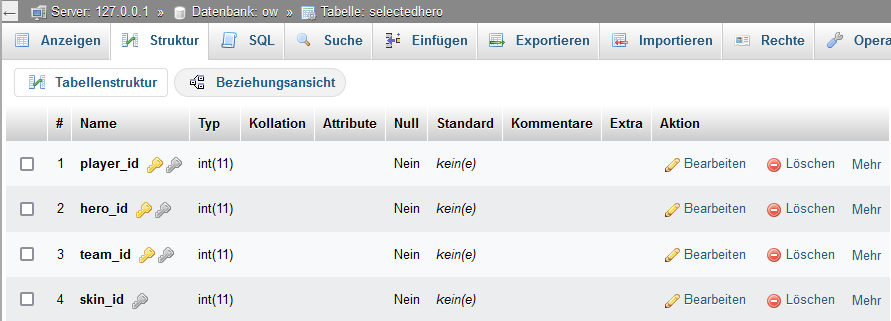 ← Server: 127.0.0.1 » Datenbank: ow » Tabelle: selectedhero
Anzeigen Struktur SQL Suche Einfügen Exportieren Importieren Rechte Opera
Tabellenstruktur Beziehungsansicht
# Name Typ Kollation Attribute Null Standard Kommentare Extra Aktion
1 player_id int(11) Nein kein(e) Bearbeiten Löschen Mehr
2 hero_id int(11) Nein kein(e) Bearbeiten Löschen Mehr
3 team_id int(11) Nein kein(e) Bearbeiten Löschen Mehr
4 skin_id int(11) Nein kein(e) Bearbeiten Löschen Mehr